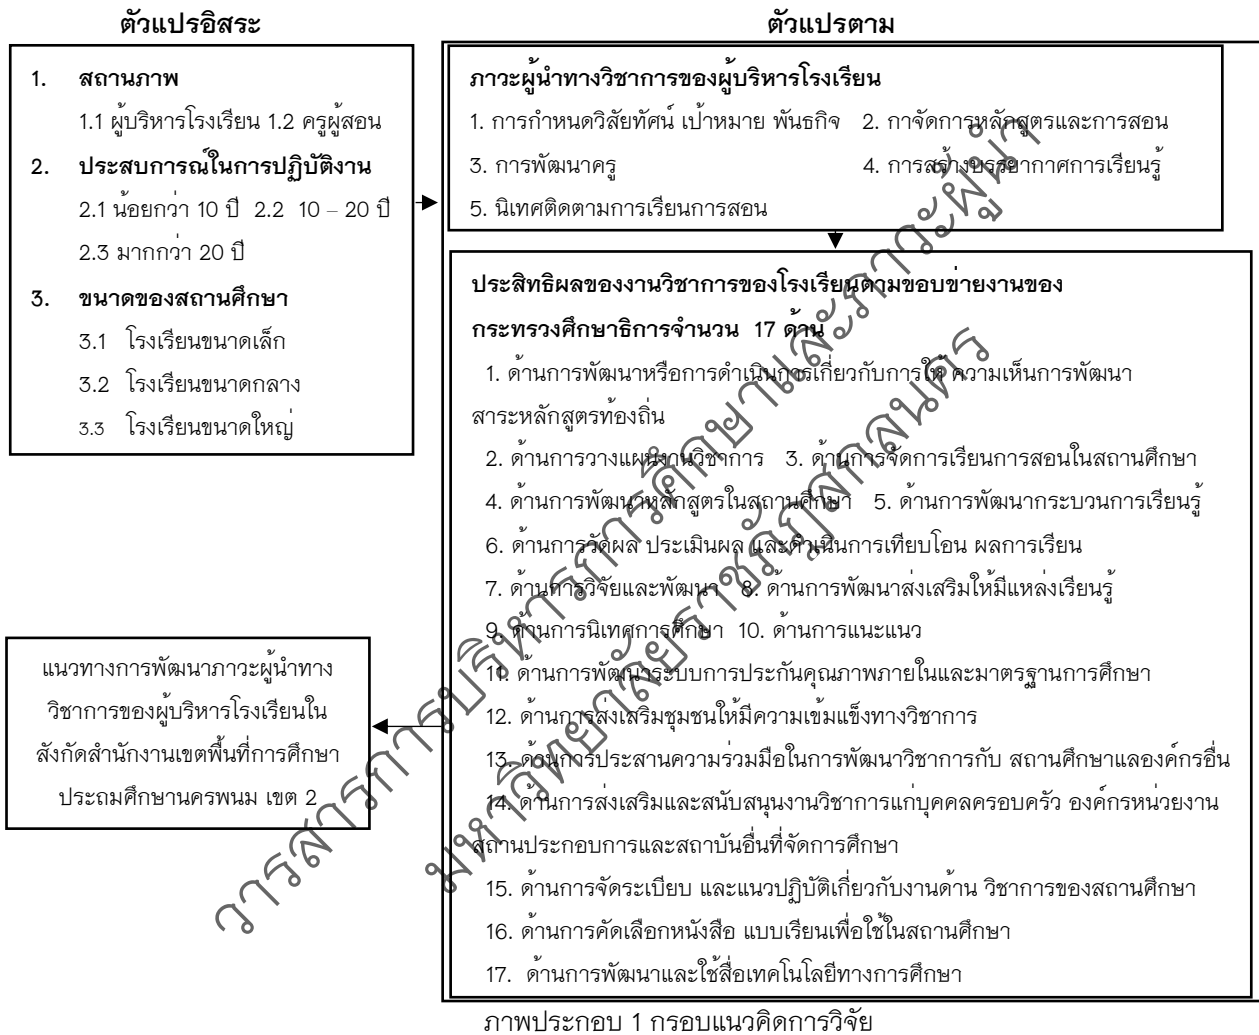 ตัวแปรอิสระ
1. สถานภาพ
1.1 ผู้บริหารโรงเรียน 1.2 ครูผู้สอน
2. ประสบการณ์ในการปฏิบัติงาน
2.1 น้อยกว่า 10 ปี 2.2 10 – 20 ปี
2.3 มากกว่า 20 ปี
3. ขนาดของสถานศึกษา
3.1 โรงเรียนขนาดเล็ก
3.2 โรงเรียนขนาดกลาง
3.3 โรงเรียนขนาดใหญ่
ตัวแปรตาม
ภาวะผู้นำทางวิชาการของผู้บริหารโรงเรียน
1. การกำหนดวิสัยทัศน์ เป้าหมาย พันธกิจ 2. กาจัดการหลักสูตรและการสอน
3. การพัฒนาครู 4. การสร้างบรรยากาศการเรียนรู้
5. นิเทศติดตามการเรียนการสอน
ประสิทธิผลของงานวิชาการของโรงเรียนตามขอบข่ายงานของ
กระทรวงศึกษาธิการจำนวน 17 ด้าน
1. ด้านการพัฒนาหรือการดำเนินการเกี่ยวกับการให้ ความเห็นการพัฒนา
สาระหลักสูตรท้องถิ่น
2. ด้านการวางแผนงานวิชาการ 3. ด้านการจัดการเรียนการสอนในสถานศึกษา
4. ด้านการพัฒนาหลักสูตรในสถานศึกษา 5. ด้านการพัฒนากระบวนการเรียนรู้
6. ด้านการวัดผล ประเมินผล และดำเนินการเทียบโอน ผลการเรียน
7. ด้านการวิจัยและพัฒนา 8. ด้านการพัฒนาส่งเสริมให้มีแหล่งเรียนรู้
9. ด้านการนิเทศการศึกษา 10. ด้านการแนะแนว
11. ด้านการพัฒนาระบบการประกันคุณภาพภายในและมาตรฐานการศึกษา
12. ด้านการส่งเสริมชุมชนให้มีความเข้มแข็งทางวิชาการ
13. ด้านการประสานความร่วมมือในการพัฒนาวิชาการกับ สถานศึกษาแลองค์กรอื่น
14. ด้านการส่งเสริมและสนับสนุนงานวิชาการแก่บุคคลครอบครัว องค์กรหน่วยงาน
สถานประกอบการและสถาบันอื่นที่จัดการศึกษา
15. ด้านการจัดระเบียบ และแนวปฏิบัติเกี่ยวกับงานด้าน วิชาการของสถานศึกษา
16. ด้านการคัดเลือกหนังสือ แบบเรียนเพื่อใช้ในสถานศึกษา
17. ด้านการพัฒนาและใช้สื่อเทคโนโลยีทางการศึกษา
แนวทางการพัฒนาภาวะผู้นำทาง
วิชาการของผู้บริหารโรงเรียนใน
สังกัดสำนักงานเขตพื้นที่การศึกษา
ประถมศึกษานครพนม เขต 2
ภาพประกอบ 1 กรอบแนวคิดการวิจัย
วารสารการบริหารการศึกษาและภาวะผู้นำ
มหาวิทยาลัยราชภัฏสกลนคร